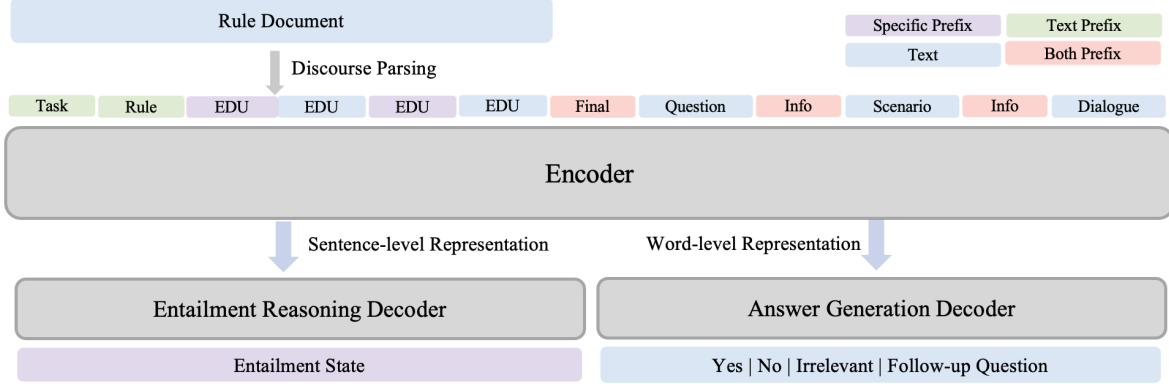 Rule Document
Specific Prefix
Text Prefix
Text
Both Prefix
Discourse Parsing
Task Rule EDU EDU EDU EDU Final Question Info Scenario Info Dialogue
Encoder
Sentence-level Representation
Word-level Representation
Entailment Reasoning Decoder
Answer Generation Decoder
Entailment State
Yes | No | Irrelevant | Follow-up Question